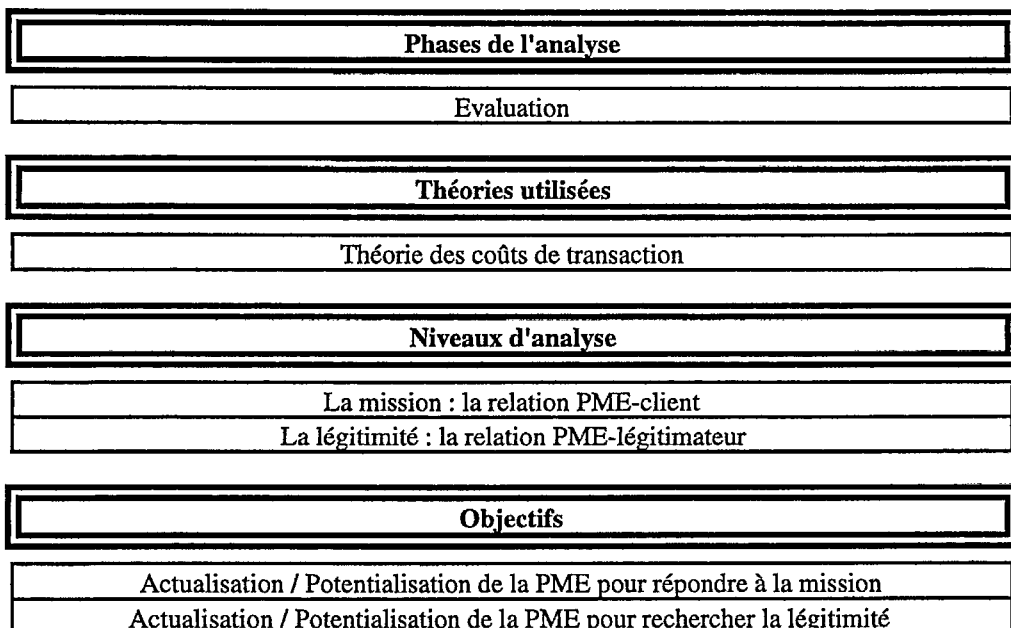 Phases de l'analyse
Evaluation
Théories utilisées
Théorie des coûts de transaction
Niveaux d'analyse
La mission : la relation PME-client
La légitimité : la relation PME-légitimateur
Objectifs
Actualisation / Potentialisation de la PME pour répondre à la mission
Actualisation / Potentialisation de la PME pour rechercher la légitimité